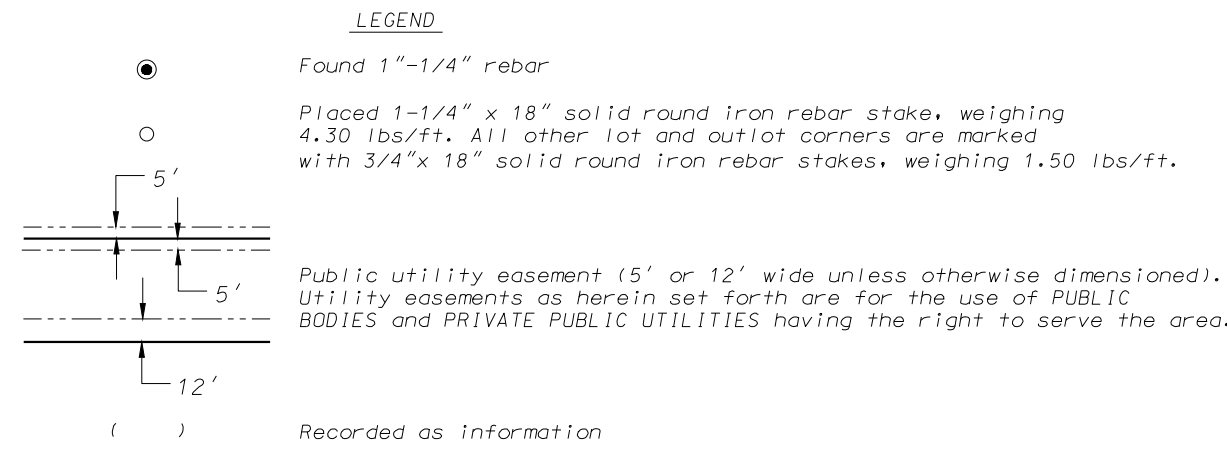 LEGEND
Found 1"-1/4" rebar
Placed 1-1/4" x 18" solid round iron rebar stake, weighing
4.30 lbs/ft. All other lot and outlot corners are marked
with 3/4"x 18" solid round iron rebar stakes, weighing 1.50 lbs/ft.
5'
5'
Public utility easement (5' or 12' wide unless otherwise dimensioned).
Utility easements as herein set forth are for the use of PUBLIC
BODIES and PRIVATE PUBLIC UTILITIES having the right to serve the area.
12'
( ) Recorded as information